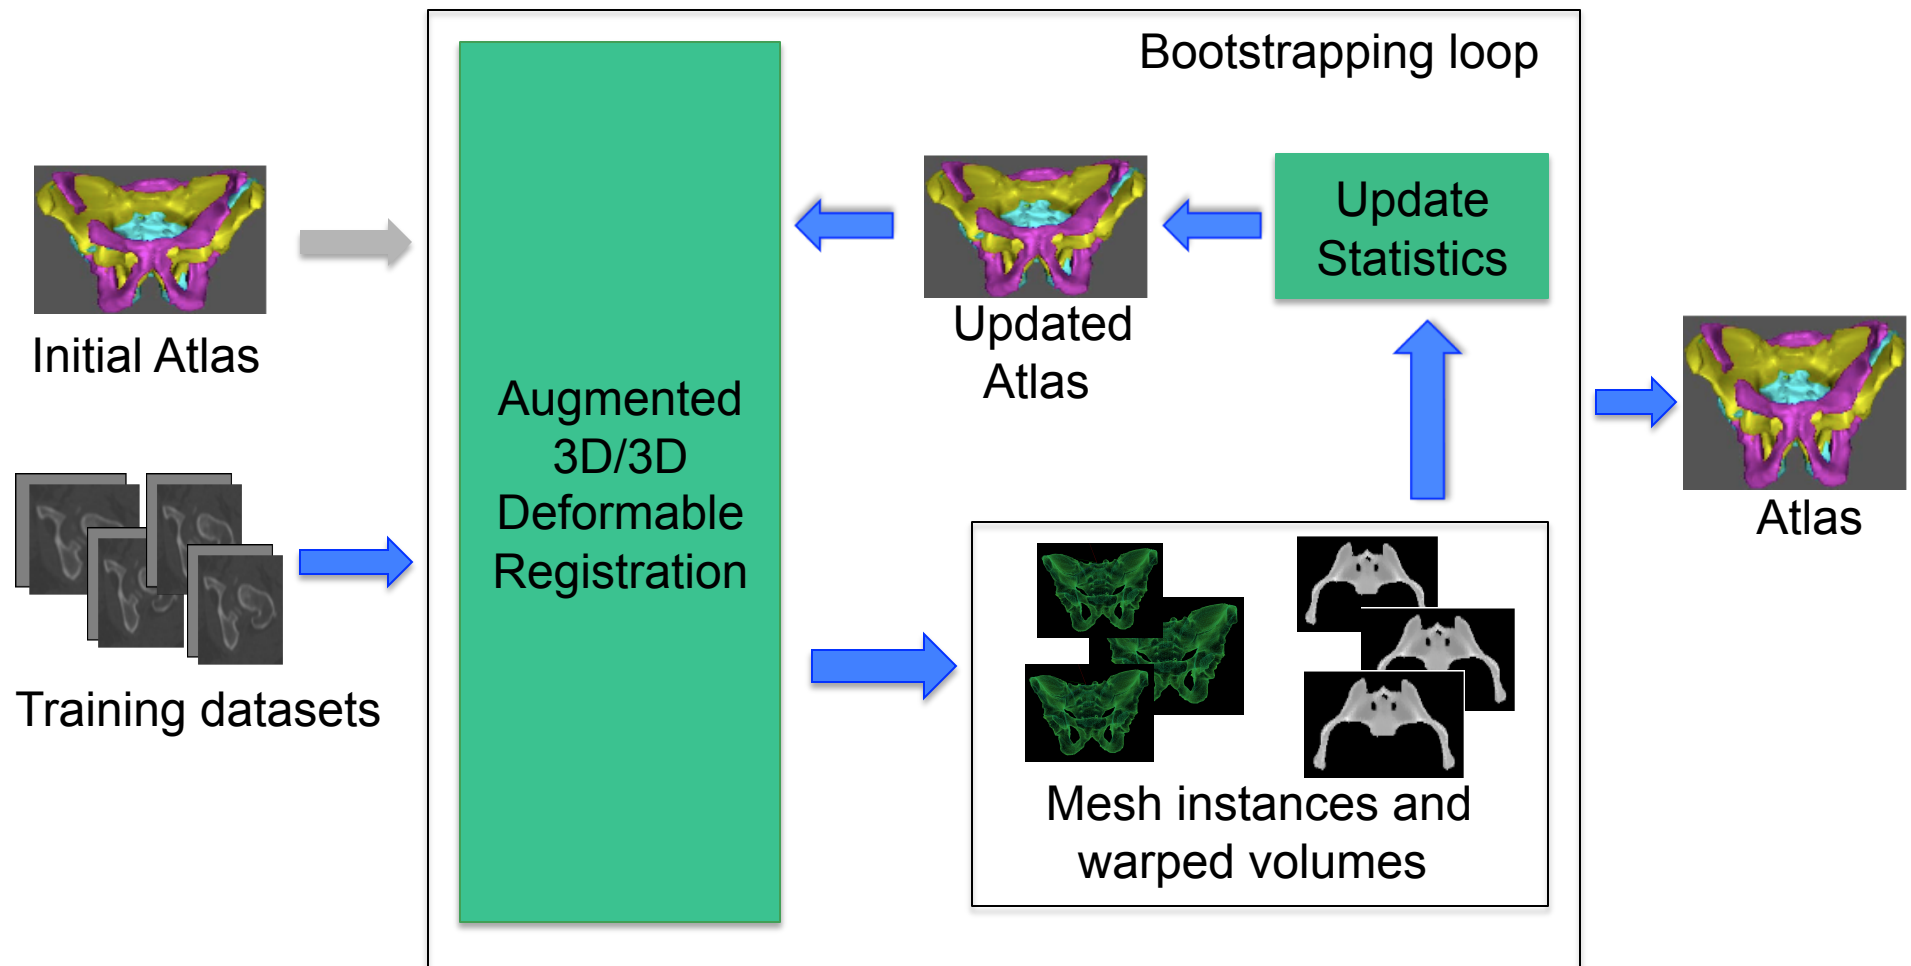 Bootstrapping loop
Initial Atlas
Training datasets
Augmented
3D/3D
Deformable
Registration
Updated
Atlas
Update
Statistics
Mesh instances and
warped volumes
Atlas